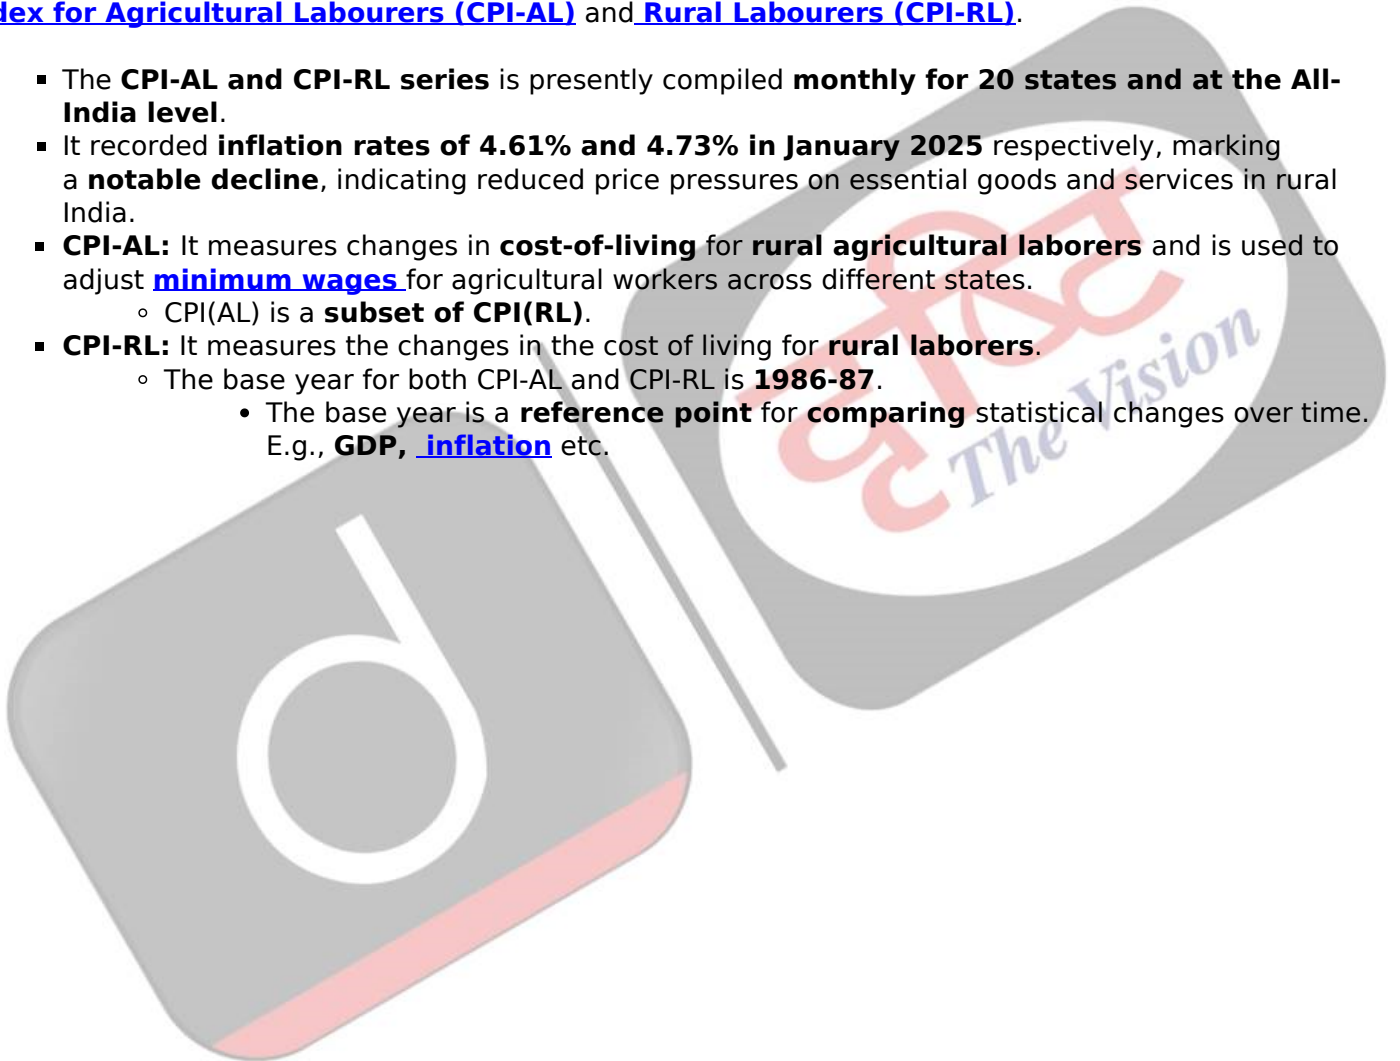 dex for Agricultural Labourers (CPI-AL) and Rural Labourers (CPI-RL).
▪ The CPI-AL and CPI-RL series is presently compiled monthly for 20 states and at the All-
India level.
▪ It recorded inflation rates of 4.61% and 4.73% in January 2025 respectively, marking
a notable decline, indicating reduced price pressures on essential goods and services in rural
India.
▪ CPI-AL: It measures changes in cost-of-living for rural agricultural laborers and is used to
adjust minimum wages for agricultural workers across different states.
◦ CPI(AL) is a subset of CPI(RL).
▪ CPI-RL: It measures the changes in the cost of living for rural laborers.
◦ The base year for both CPI-AL and CPI-RL is 1986-87.
• The base year is a reference point for comparing statistical changes over time.
E.g., GDP, inflation etc.
दृष्टि
The Vision
d